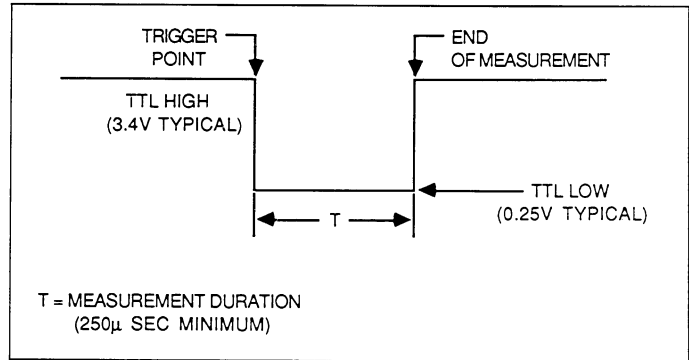 TRIGGER
POINT
END
OF MEASUREMENT
TTL HIGH
(3.4V TYPICAL)
TTL LOW
(0.25V TYPICAL)
T
T = MEASUREMENT DURATION
(250µ SEC MINIMUM)